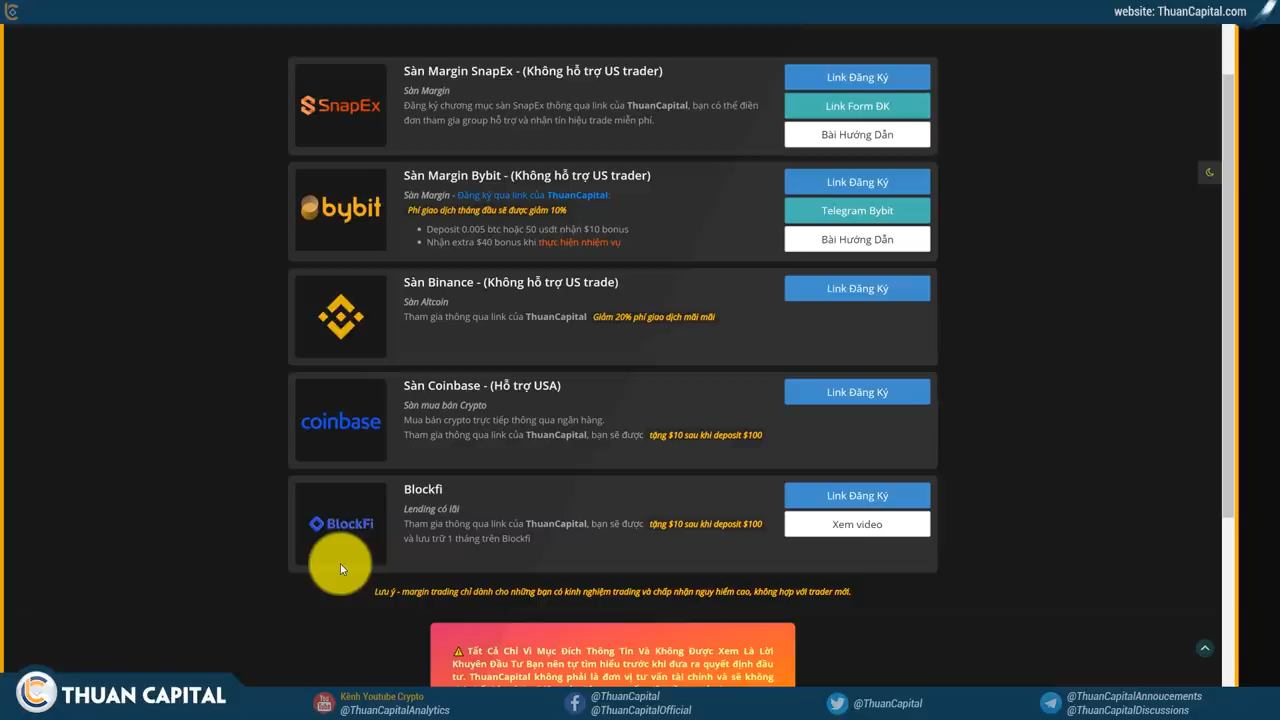 website: ThuanCapital.com
SnapEx
Sàn Margin SnapEx - (Không hỗ trợ US trader)
Sàn Margin
Đăng ký chương mục sàn SnapEx thông qua link của ThuanCapital, bạn có thể điền
đơn tham gia group hỗ trợ và nhận tín hiệu trade miễn phí.
Link Đăng Ký
Link Form ĐK
Bài Hướng Dẫn
bybit
Sàn Margin Bybit - (Không hỗ trợ US trader)
Sàn Margin - Đăng ký qua link của ThuanCapital:
Phí giao dịch tháng đầu sẽ được giảm 10%
Deposit 0.005 btc hoặc 50 usdt nhận $10 bonus
Nhận extra $40 bonus khi thực hiện nhiệm vụ
Link Đăng Ký
Telegram Bybit
Bài Hướng Dẫn
Sàn Binance - (Không hỗ trợ US trade)
Sàn Altcoin
Tham gia thông qua link của ThuanCapital Giảm 20% phí giao dịch mãi mãi
Link Đăng Ký
coinbase
Sàn Coinbase - (Hỗ trợ USA)
Sàn mua bán Crypto
Mua bán crypto trực tiếp thông qua ngân hàng.
Tham gia thông qua link của ThuanCapital, bạn sẽ được tặng $10 sau khi deposit $100
Link Đăng Ký
BlockFi
Blockfi
Lending có lãi
Tham gia thông qua link của ThuanCapital, bạn sẽ được tặng $10 sau khi deposit $100
và lưu trữ 1 tháng trên Blockfi
Link Đăng Ký
Xem video
Lưu ý - margin trading chỉ dành cho những bạn có kinh nghiệm trading và chấp nhận nguy hiểm cao, không hợp với trader mới.
Tất Cả Chỉ Vì Mục Đích Thông Tin Và Không Được Xem Là Lời
Khuyên Đầu Tư Bạn nên tự tìm hiểu trước khi đưa ra quyết định đầu
tư. ThuanCapital không phải là đơn vị tư vấn tài chính và sẽ không
THUAN CAPITAL
Kênh Youtube Crypto
@ThuanCapitalAnalytics
@ThuanCapital
@ThuanCapitalOfficial
@ThuanCapital
@ThuanCapitalAnnoucements
@ThuanCapitalDiscussions